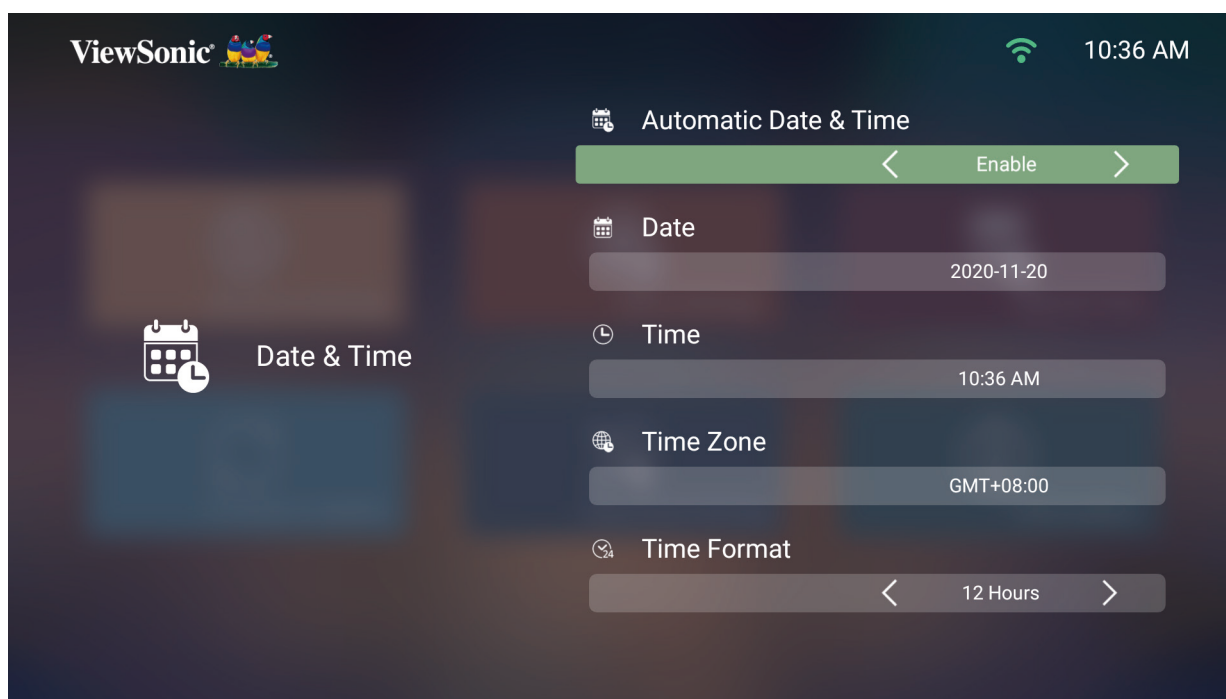 ViewSonic®
10:36 AM
Automatic Date & Time
Enable
Date
2020-11-20
Time
10:36 AM
Date & Time
Time Zone
GMT+08:00
Time Format
12 Hours